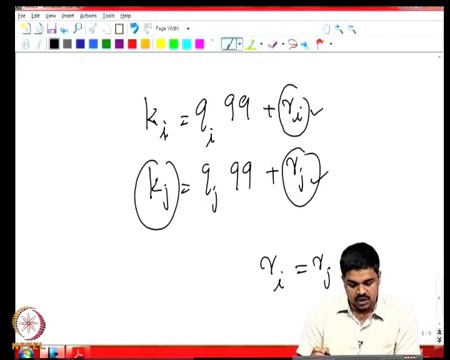 File Edit View Insert Actions Tools Help
Page Width
k_i = q_i 99 + r_i ✓
k_j = q_j 99 + r_j ✓
r_i = r_j
NPTEL